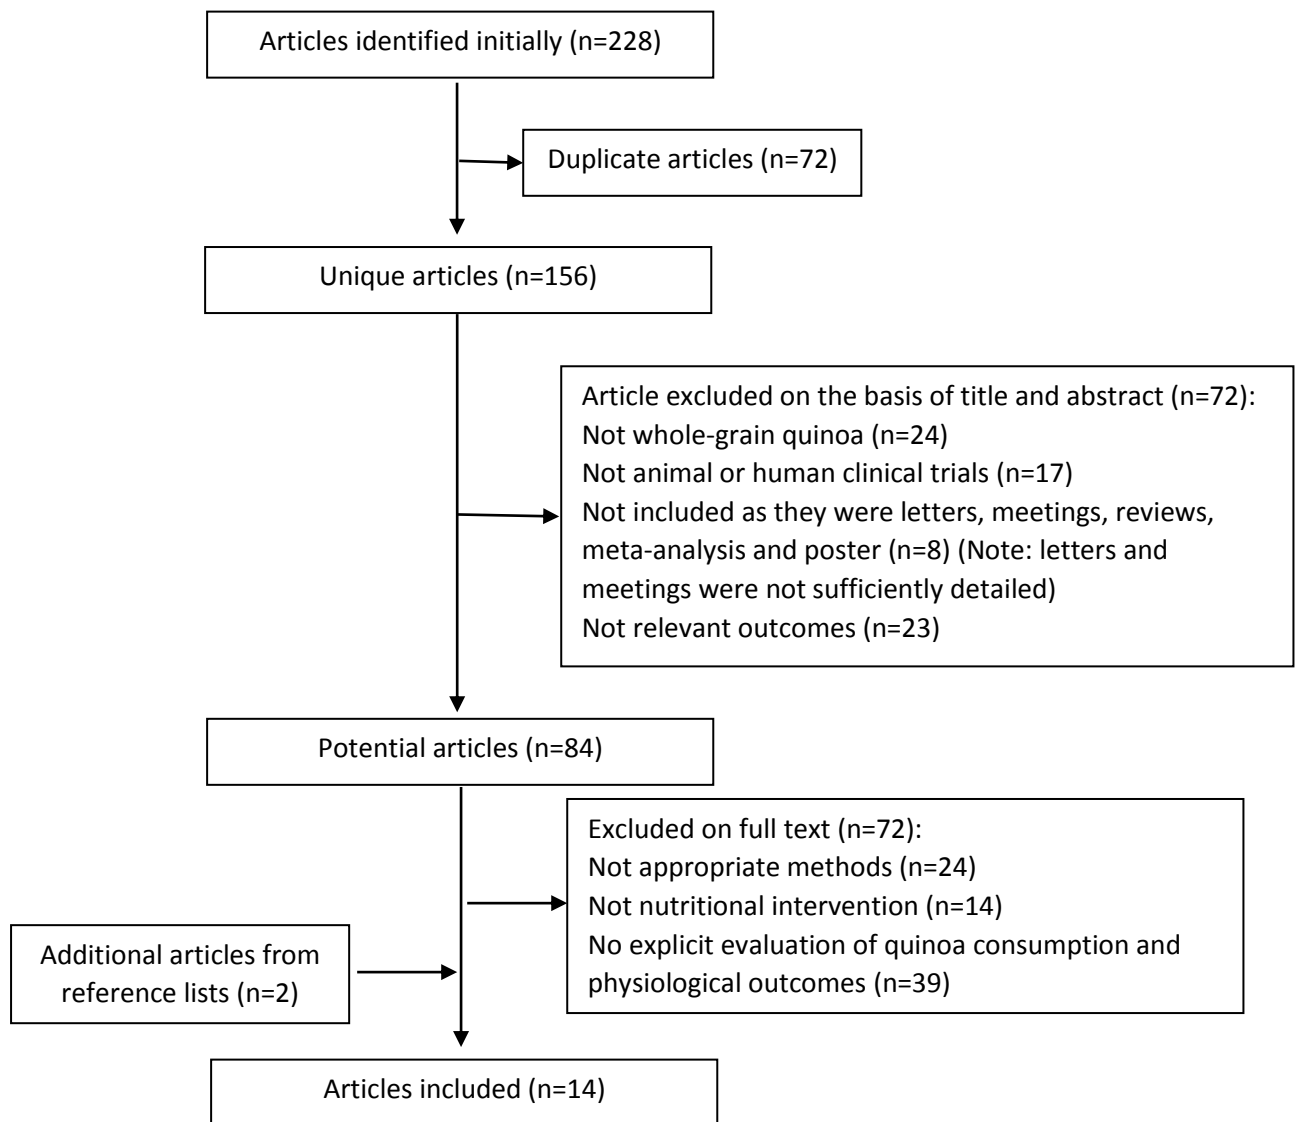 Articles identified initially (n=228)
Duplicate articles (n=72)
Unique articles (n=156)
Article excluded on the basis of title and abstract (n=72):
Not whole-grain quinoa (n=24)
Not animal or human clinical trials (n=17)
Not included as they were letters, meetings, reviews,
meta-analysis and poster (n=8) (Note: letters and
meetings were not sufficiently detailed)
Not relevant outcomes (n=23)
Potential articles (n=84)
Excluded on full text (n=72):
Not appropriate methods (n=24)
Not nutritional intervention (n=14)
No explicit evaluation of quinoa consumption and
physiological outcomes (n=39)
Additional articles from
reference lists (n=2)
Articles included (n=14)